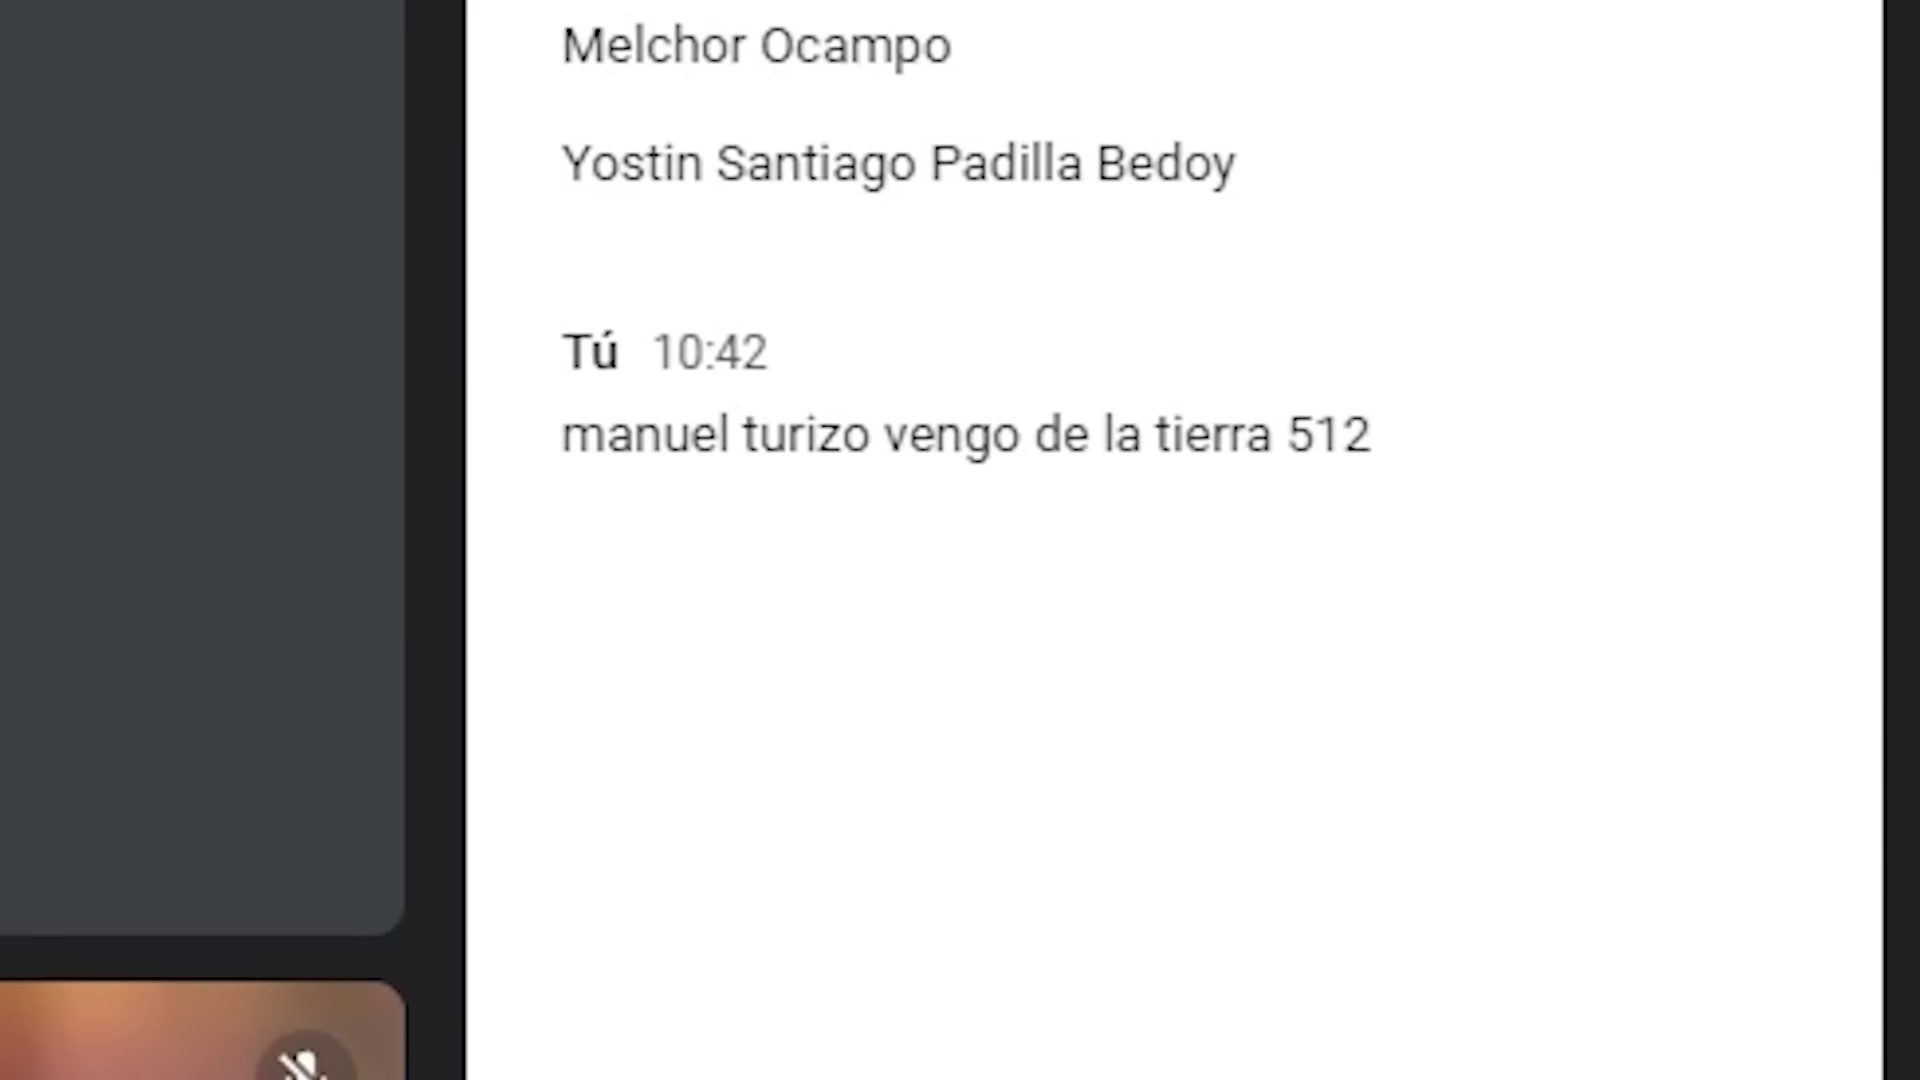 Melchor Ocampo
Yostin Santiago Padilla Bedoy
Tú 10:42
manuel turizo vengo de la tierra 512